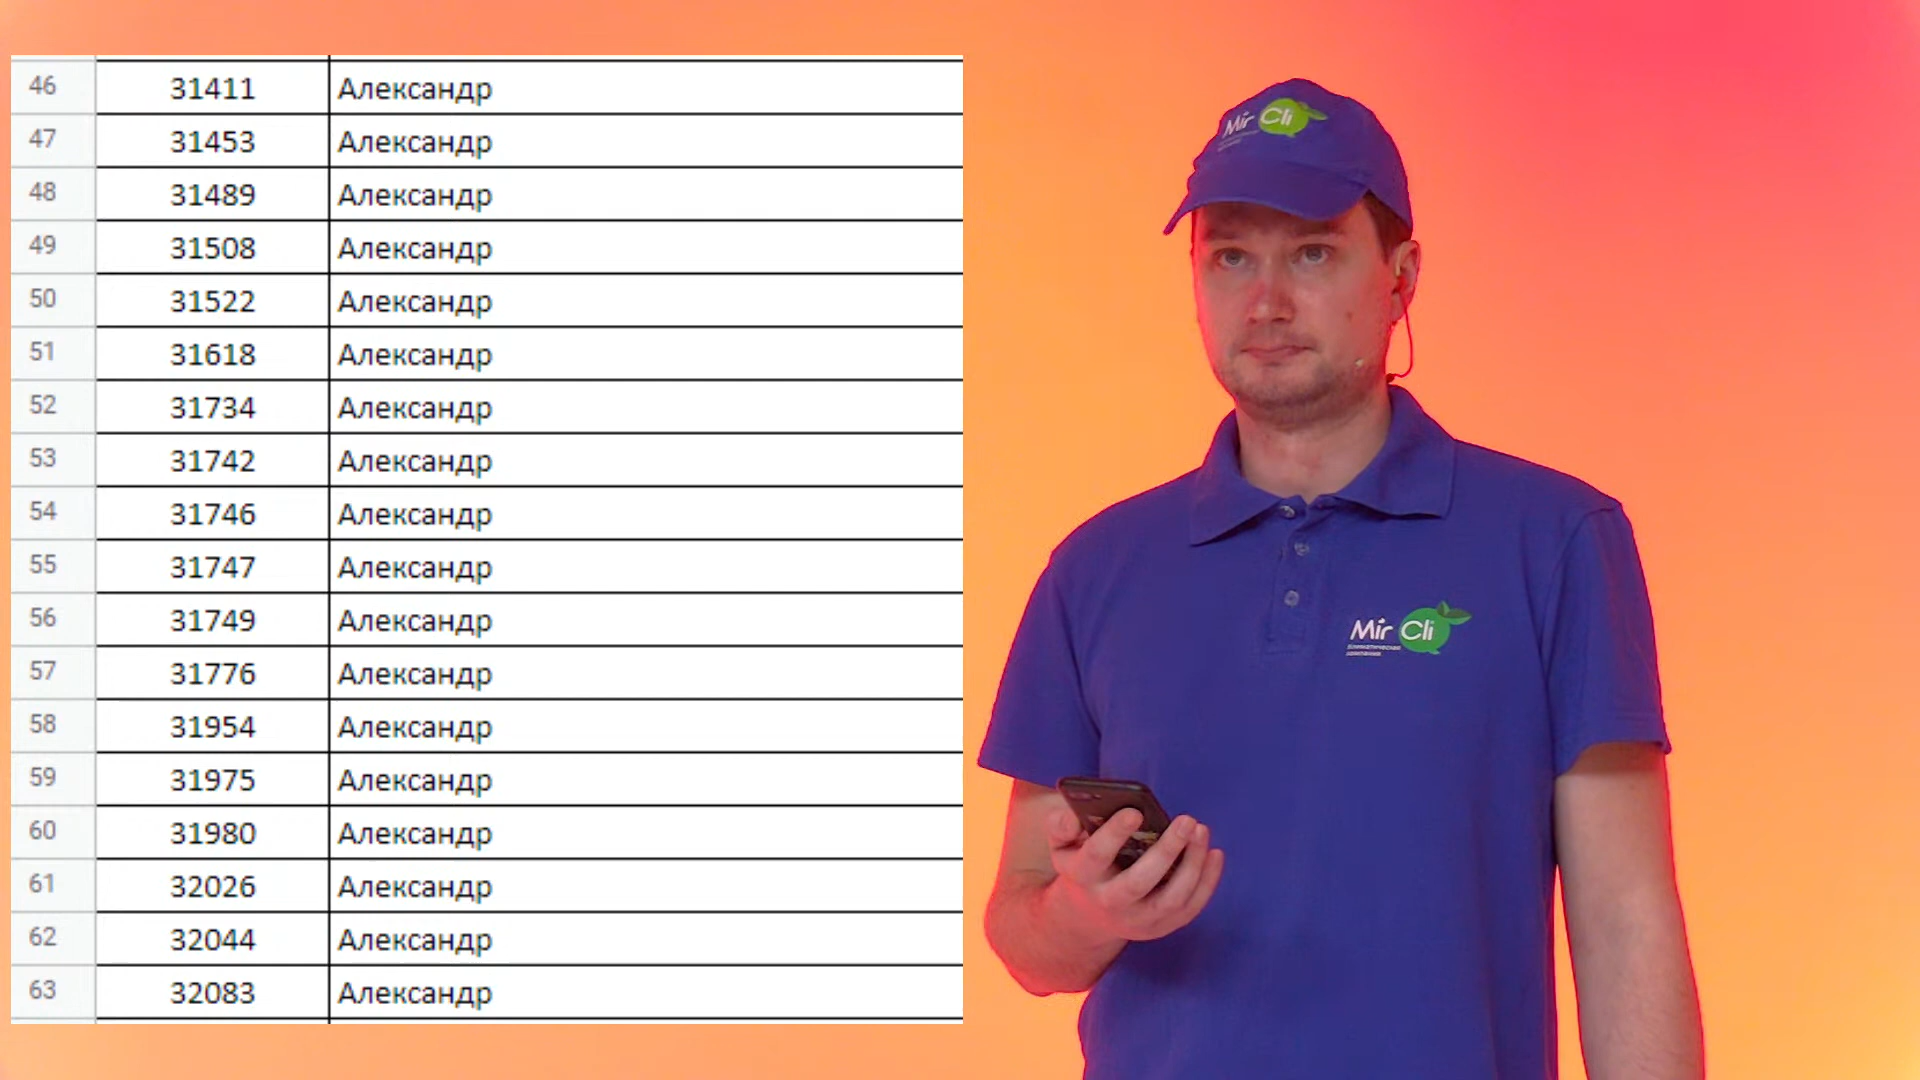 46 31411 Александр
47 31453 Александр
48 31489 Александр
49 31508 Александр
50 31522 Александр
51 31618 Александр
52 31734 Александр
53 31742 Александр
54 31746 Александр
55 31747 Александр
56 31749 Александр
57 31776 Александр
58 31954 Александр
59 31975 Александр
60 31980 Александр
61 32026 Александр
62 32044 Александр
63 32083 Александр
Mir Cli
Mir Cli
климатическая
компания